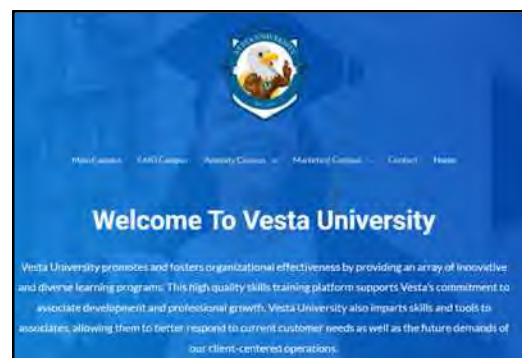 VESTA UNIVERSITY
Main Campus Campus Annuity Campus Marketing Campus Contact Home
Welcome To Vesta University
Vesta University promotes and fosters organizational effectiveness by providing an array of innovative
and diverse learning programs. This high quality skills training platform supports Vesta's commitment to
associate development and professional growth. Vesta University also imparts skills and tools to
associates, allowing them to better respond to current customer needs as well as the future demands of
our client-centered operations.